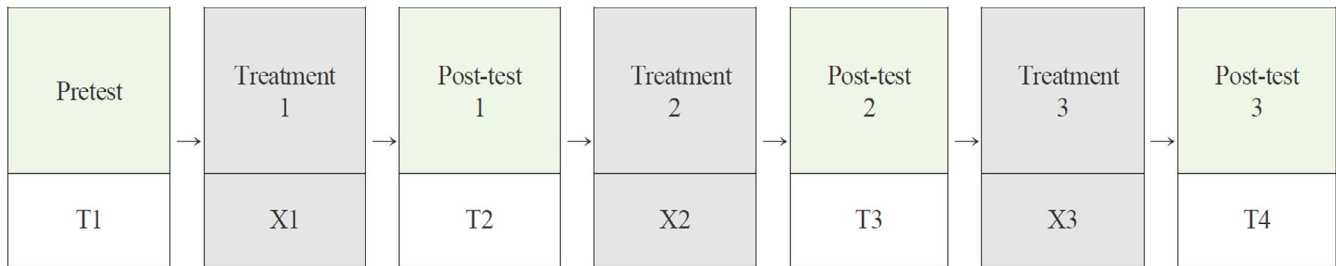 Pretest
Treatment
1
Post-test
1
Treatment
2
Post-test
2
Treatment
3
Post-test
3
→ → → → → →
T1
X1
T2
X2
T3
X3
T4